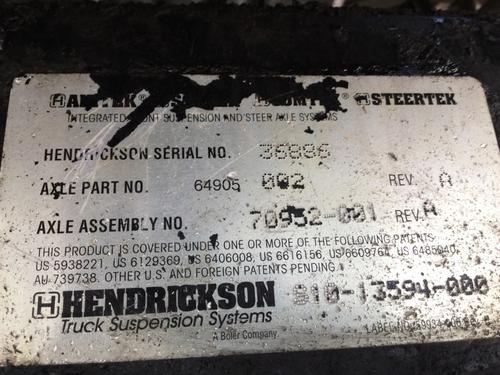 STEERTEK
INTEGRATED FRONT SUSPENSION AND STEER AXLE SYSTEMS
HENDRICKSON SERIAL NO. 36886
AXLE PART NO. 64905 002 REV. A
AXLE ASSEMBLY NO. 70952-001 REV. A
THIS PRODUCT IS COVERED UNDER ONE OR MORE OF THE FOLLOWING PATENTS:
US 5938221, US 6129369, US 6406008, US 6616156, US 6609764, US 6485040,
AU 739738. OTHER U.S. AND FOREIGN PATENTS PENDING.
HENDRICKSON 810-13594-000
Truck Suspension Systems
A Boler Company LABEL NO.